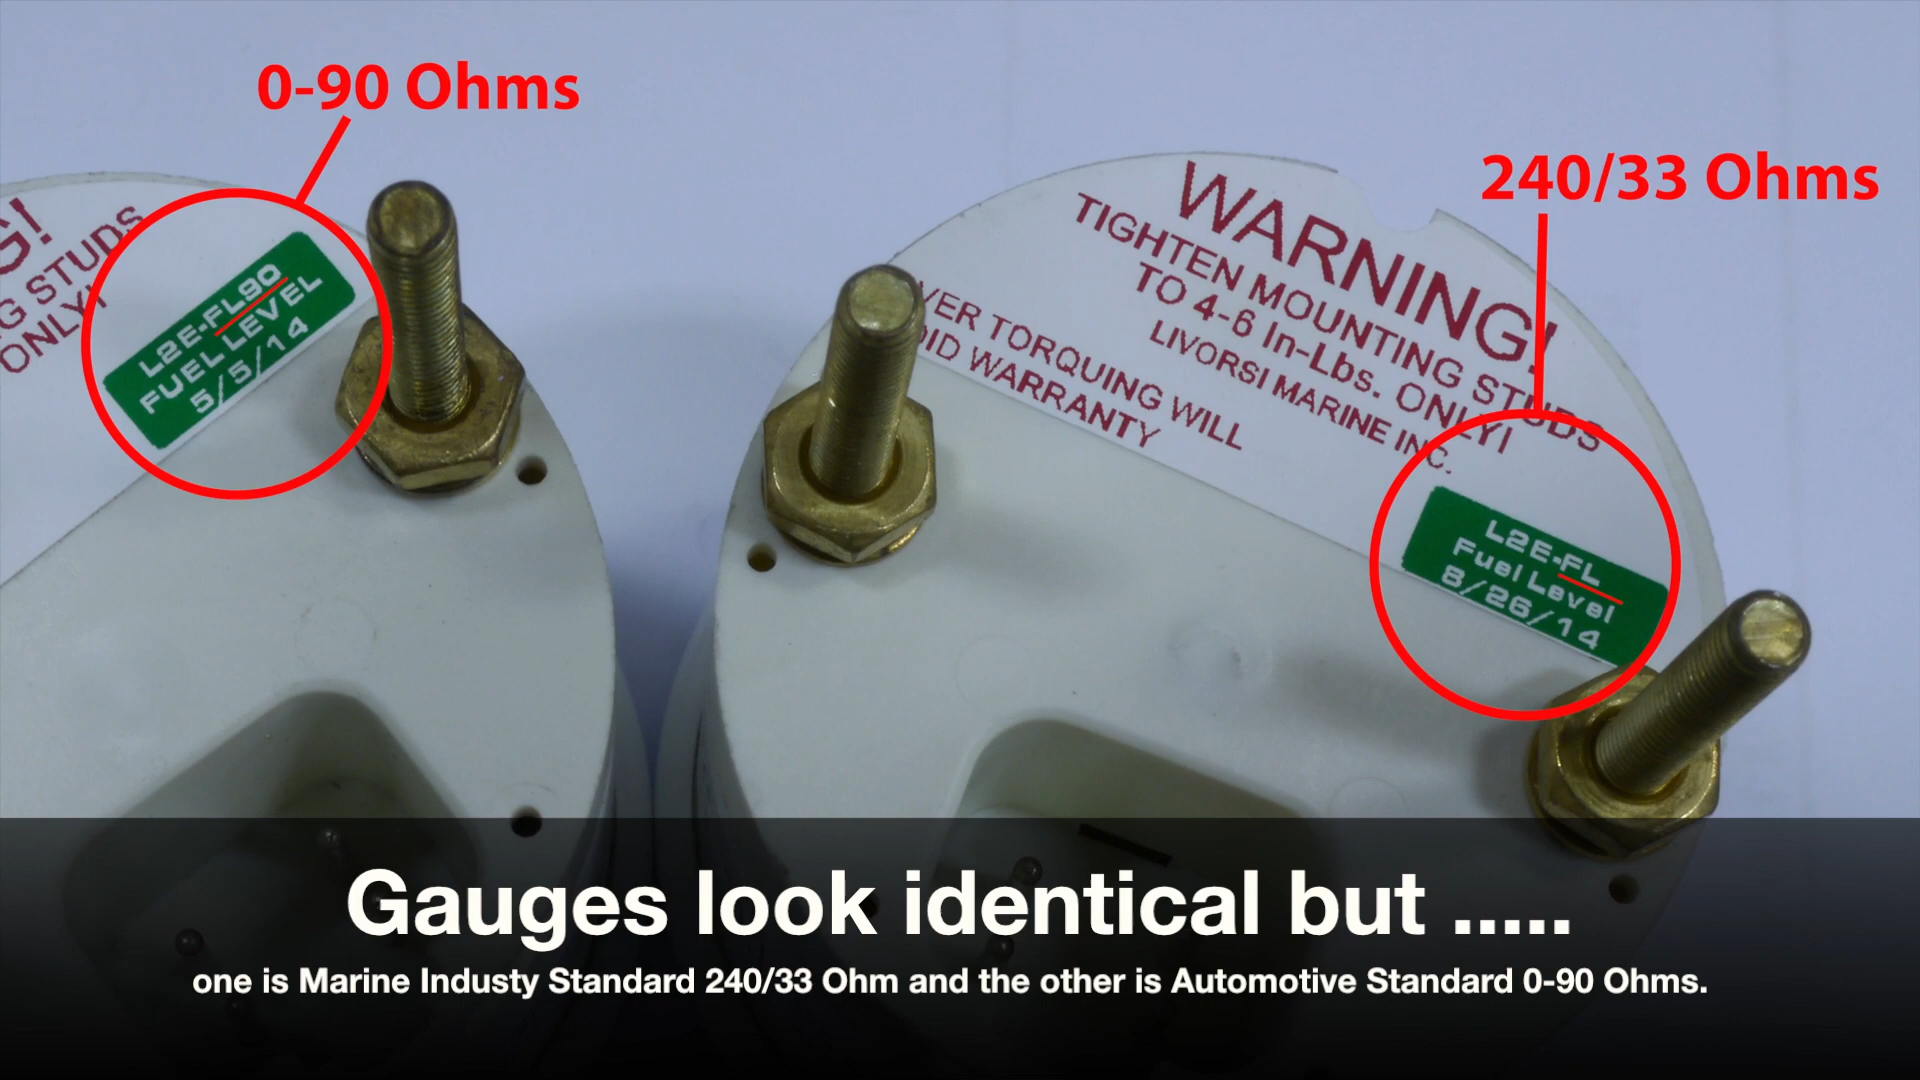 0-90 Ohms
240/33 Ohms
G!
G STUDS
ONLY!
L2E-FL90
FUEL LEVEL
5/5/14
WARNING!
TIGHTEN MOUNTING STUDS
TO 4-6 In-Lbs. ONLY!
LIVORSI MARINE INC.
VER TORQUING WILL
OID WARRANTY
L2E-FL
Fuel Level
8/26/14
Gauges look identical but .....
one is Marine Industy Standard 240/33 Ohm and the other is Automotive Standard 0-90 Ohms.